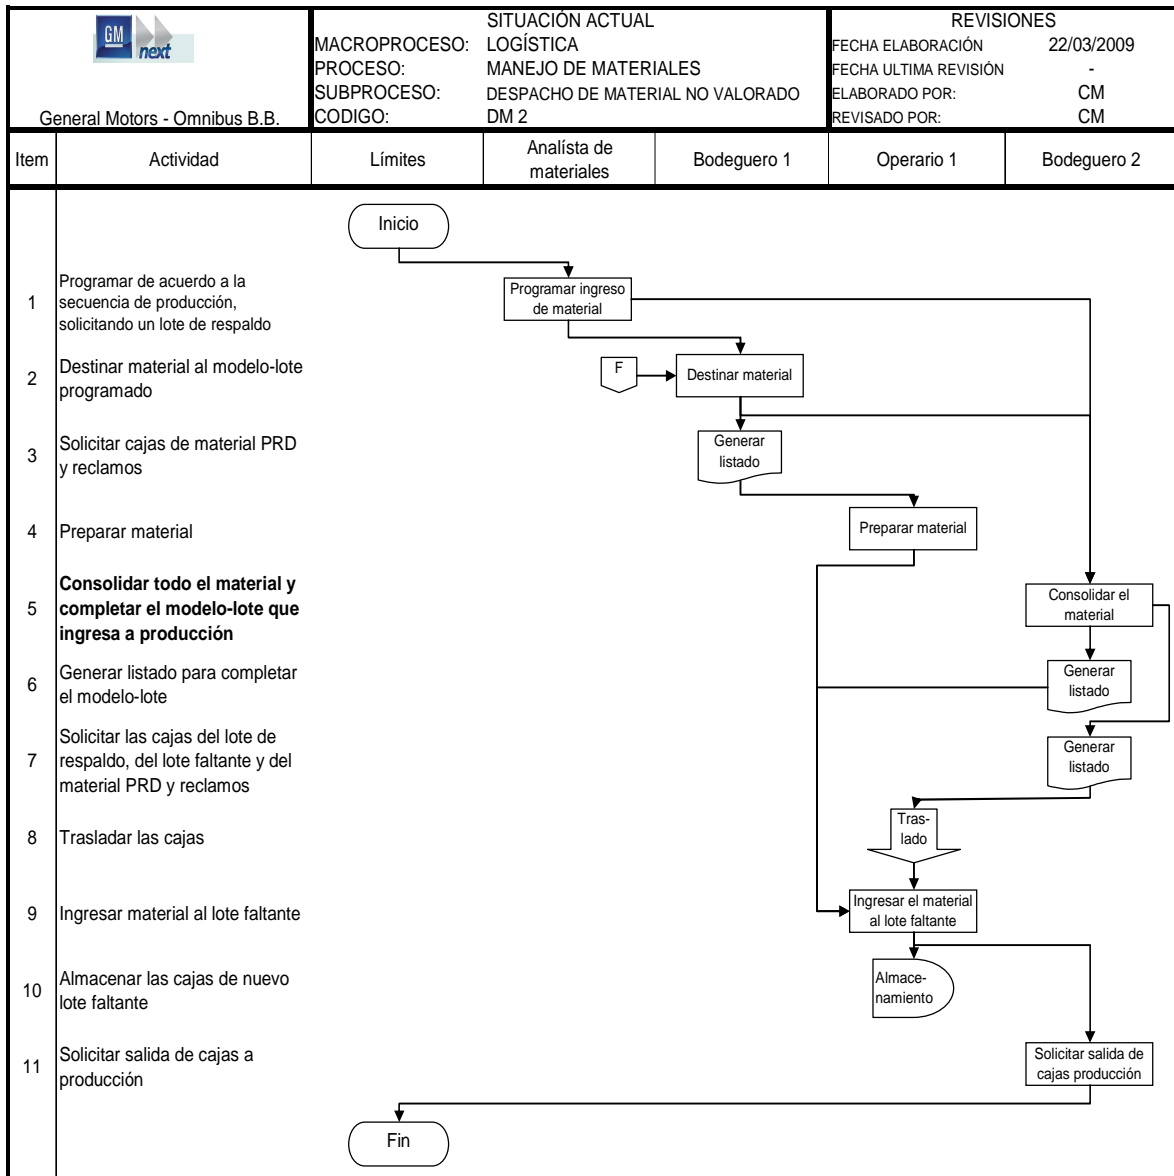 GM
next
General Motors - Omnibus B.B.
SITUACIÓN ACTUAL
MACROPROCESO: LOGÍSTICA
PROCESO: MANEJO DE MATERIALES
SUBPROCESO: DESPACHO DE MATERIAL NO VALORADO
CODIGO: DM 2
REVISIONES
FECHA ELABORACIÓN 22/03/2009
FECHA ULTIMA REVISIÓN -
ELABORADO POR: CM
REVISADO POR: CM
Item Actividad Límites Analísta de materiales Bodeguero 1 Operario 1 Bodeguero 2
Inicio
1
Programar de acuerdo a la
secuencia de producción,
solicitando un lote de respaldo
Programar ingreso
de material
2
Destinar material al modelo-lote
programado
F
Destinar material
3
Solicitar cajas de material PRD
y reclamos
Generar
listado
4
Preparar material
Preparar material
5
Consolidar todo el material y
completar el modelo-lote que
ingresa a producción
Consolidar el
material
6
Generar listado para completar
el modelo-lote
Generar
listado
7
Solicitar las cajas del lote de
respaldo, del lote faltante y del
material PRD y reclamos
Generar
listado
8
Trasladar las cajas
Tras-
lado
9
Ingresar material al lote faltante
Ingresar el material
al lote faltante
10
Almacenar las cajas de nuevo
lote faltante
Almace-
namiento
11
Solicitar salida de cajas a
producción
Solicitar salida de
cajas producción
Fin